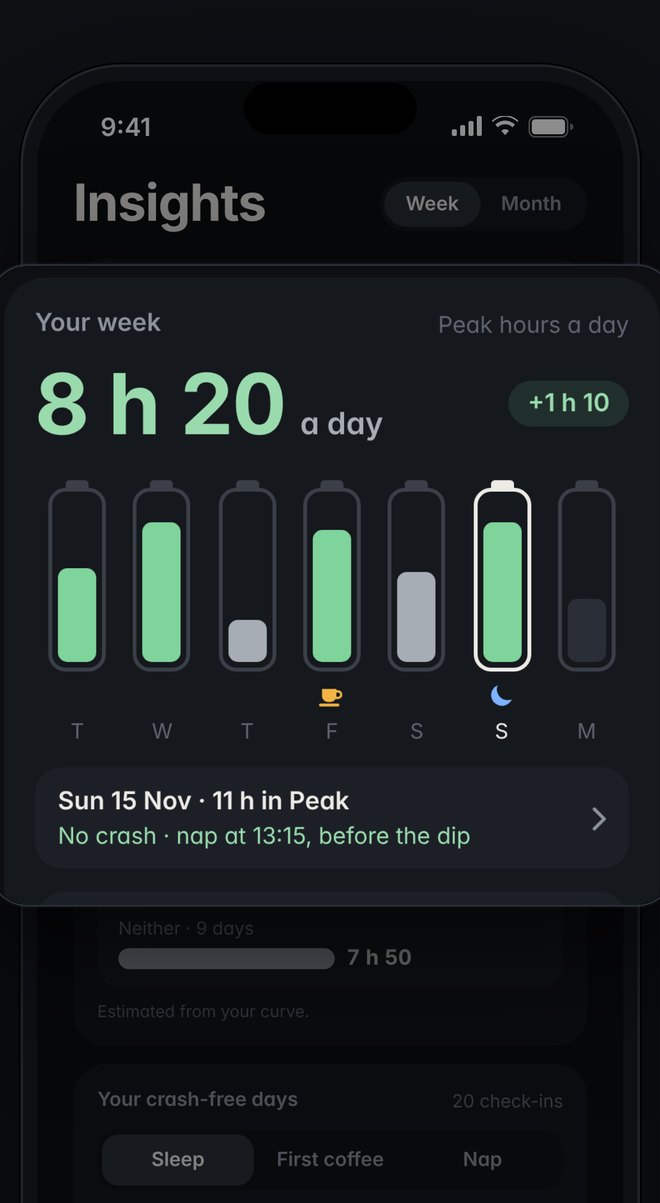 9:41
Insights
Week Month
Your week
Peak hours a day
8 h 20 a day
+1 h 10
T W T F S S M
Sun 15 Nov · 11 h in Peak
No crash · nap at 13:15, before the dip
Neither · 9 days
7 h 50
Estimated from your curve.
Your crash-free days
20 check-ins
Sleep First coffee Nap